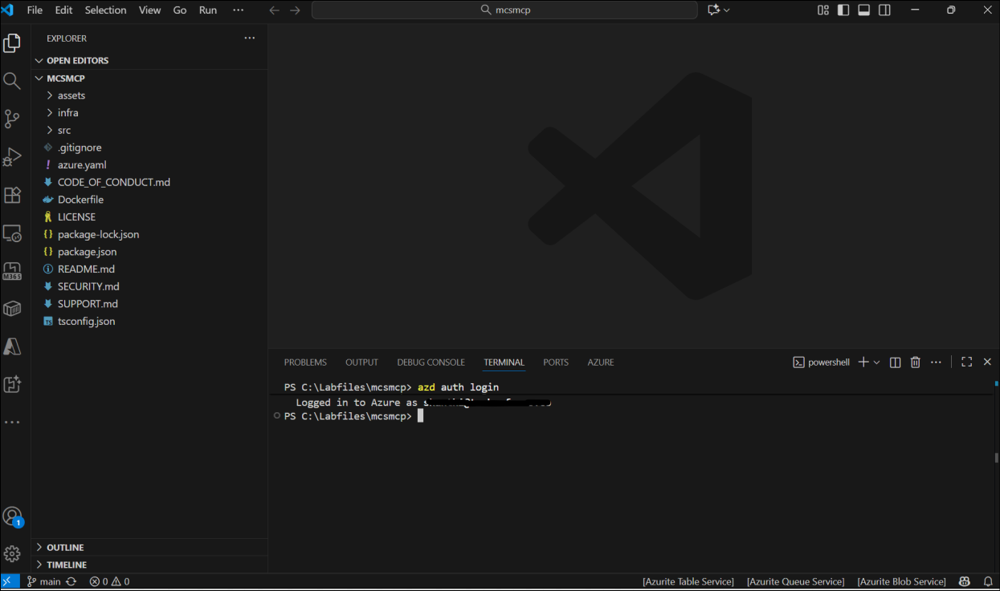 File Edit Selection View Go Run ··· mcsmcp
EXPLORER ···
OPEN EDITORS
MCSMCP
assets
infra
src
.gitignore
! azure.yaml
CODE_OF_CONDUCT.md
Dockerfile
LICENSE
{} package-lock.json
{} package.json
README.md
SECURITY.md
SUPPORT.md
TS tsconfig.json
M365
PROBLEMS OUTPUT DEBUG CONSOLE TERMINAL PORTS AZURE powershell
PS C:\Labfiles\mcsmcp> azd auth login
Logged in to Azure as
PS C:\Labfiles\mcsmcp>
1
OUTLINE
TIMELINE
main 0 0 [Azurite Table Service] [Azurite Queue Service] [Azurite Blob Service]